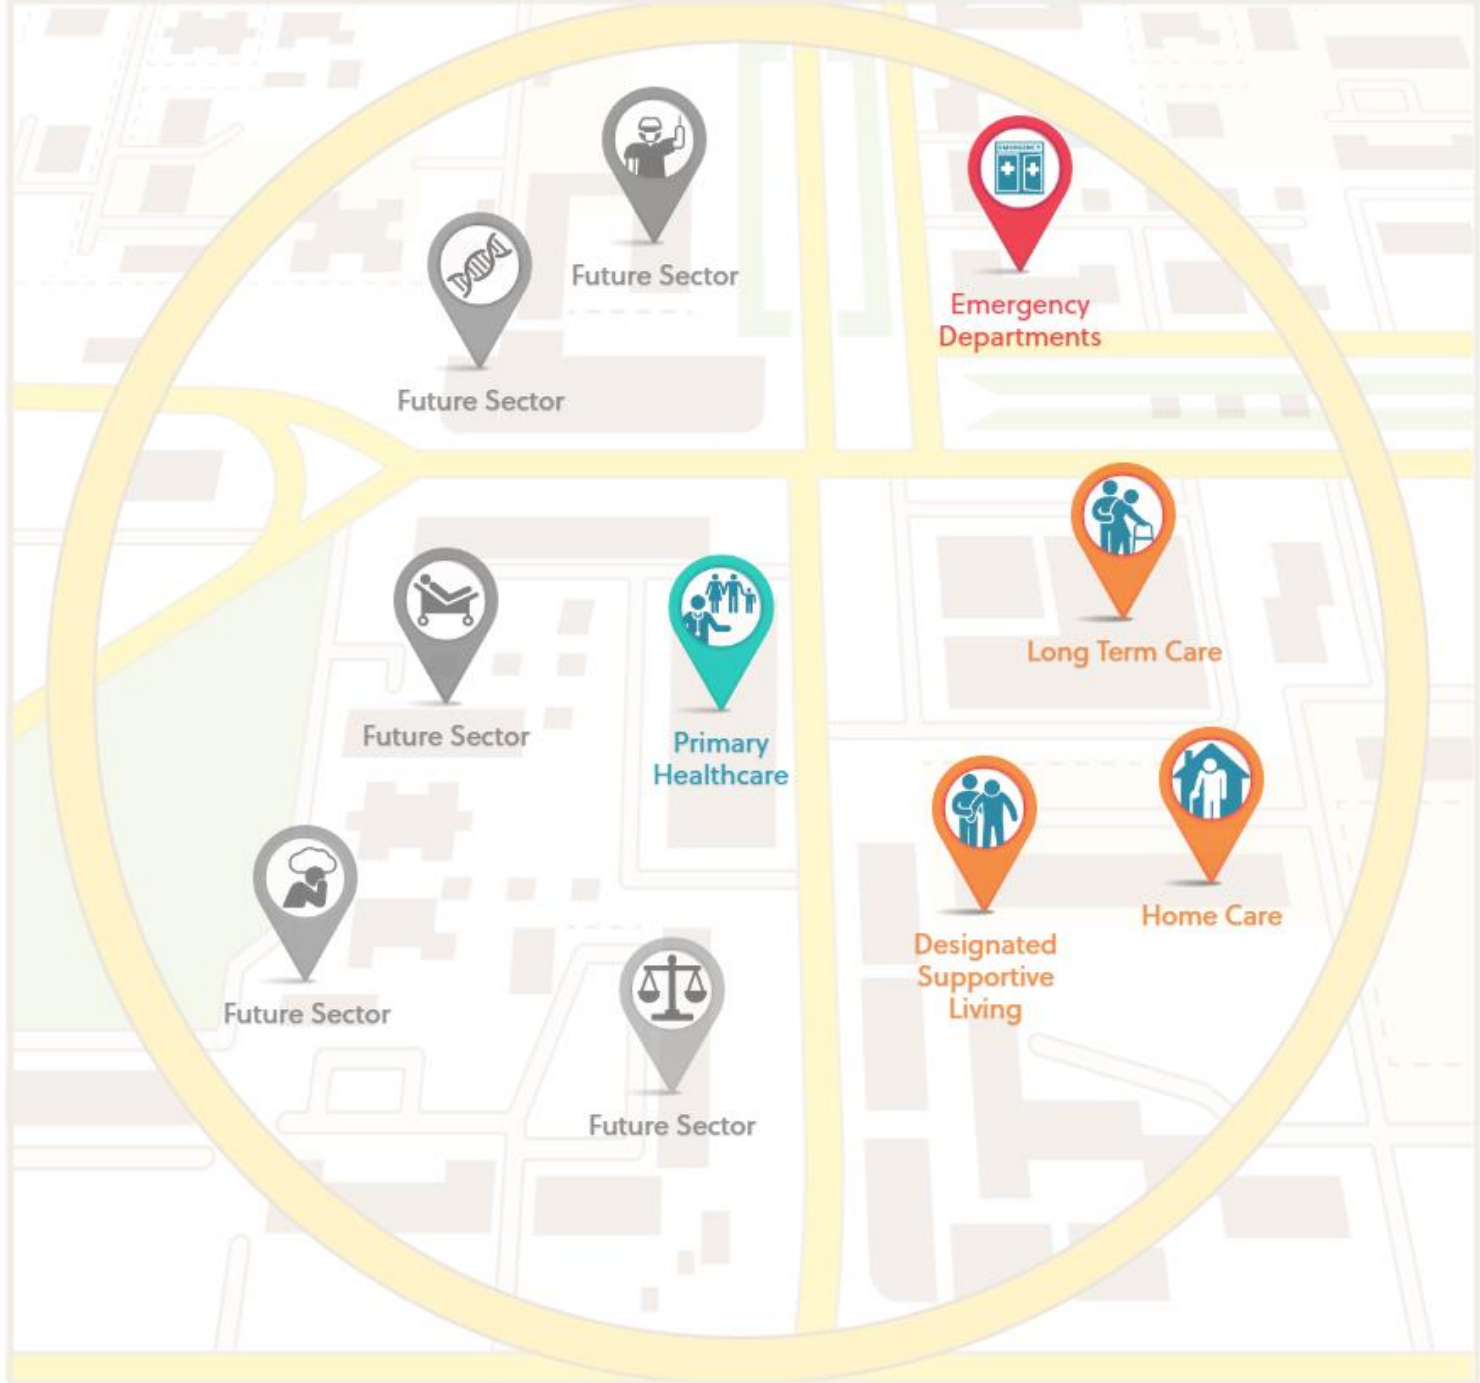 EMERGENCY
Future Sector
Emergency
Departments
Future Sector
Long Term Care
Future Sector
Primary
Healthcare
Home Care
Designated
Supportive
Living
Future Sector
Future Sector